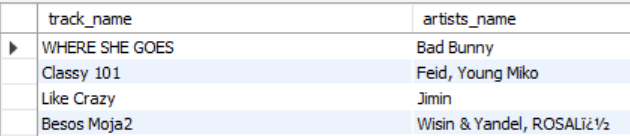 track_name artists_name
WHERE SHE GOES Bad Bunny
Classy 101 Feid, Young Miko
Like Crazy Jimin
Besos Moja2 Wisin & Yandel, ROSALï¿½